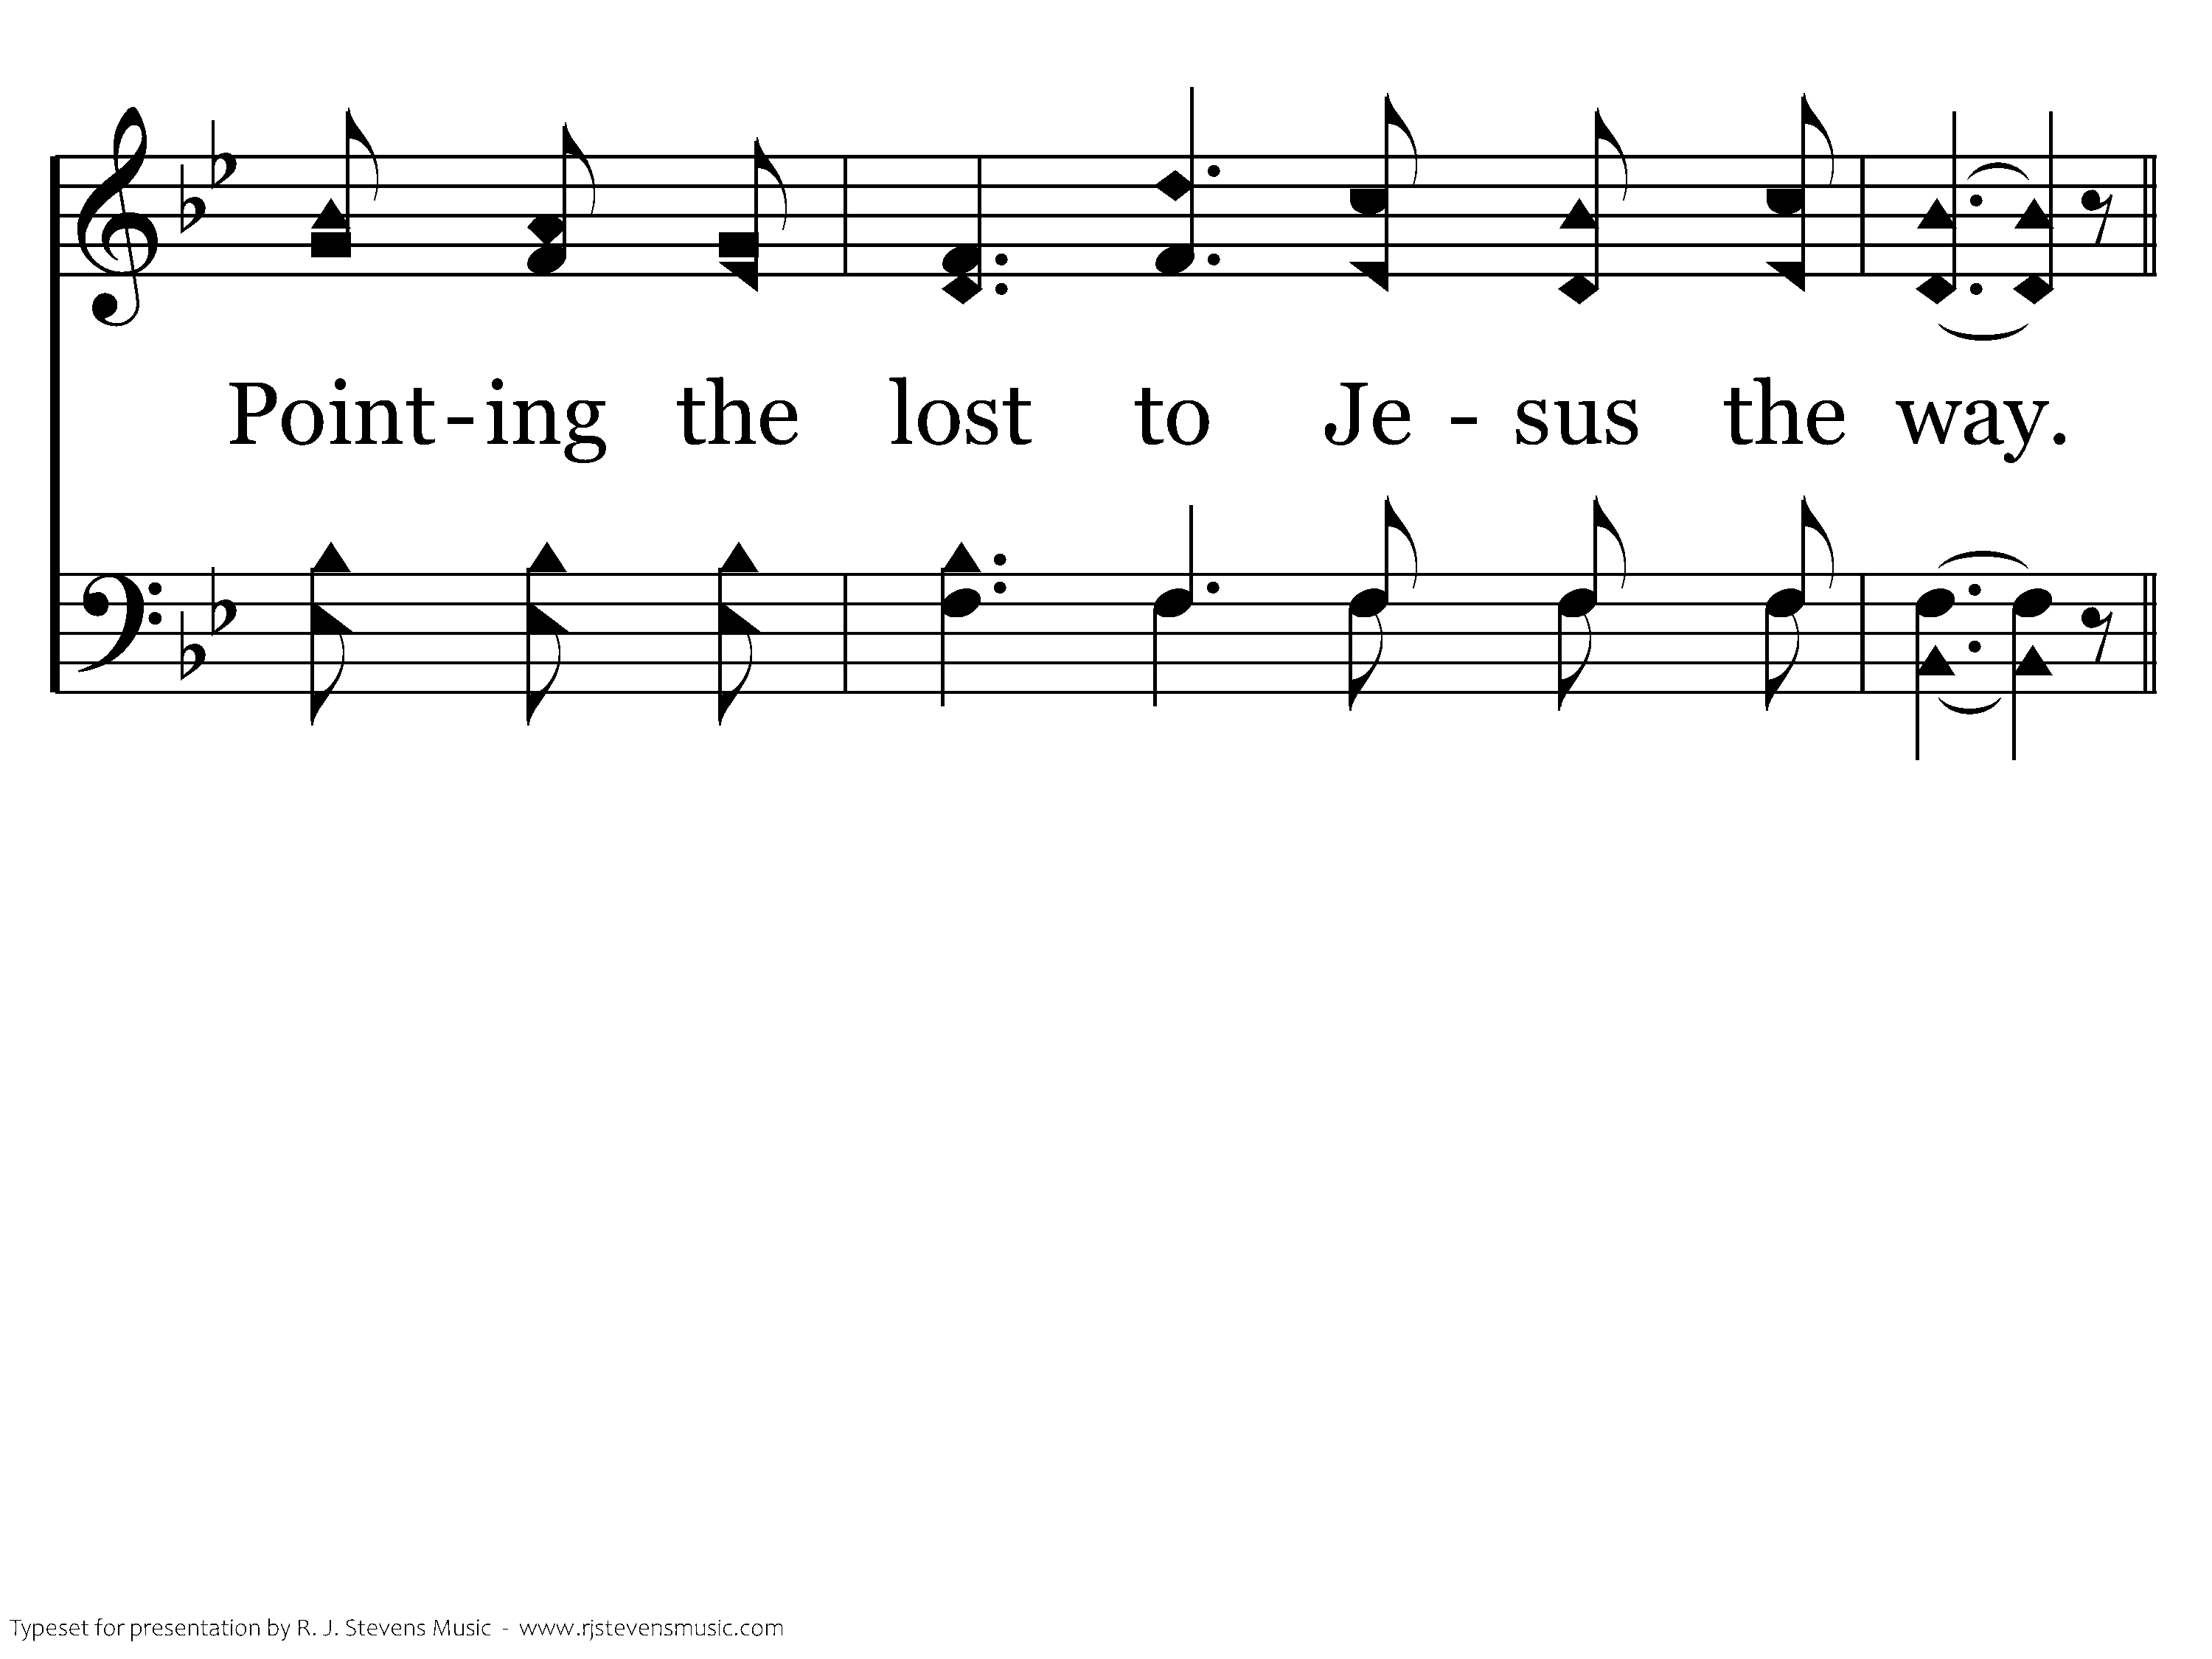 Point-ing the lost to Je - sus the way.
Typeset for presentation by R. J. Stevens Music - www.rjstevensmusic.com